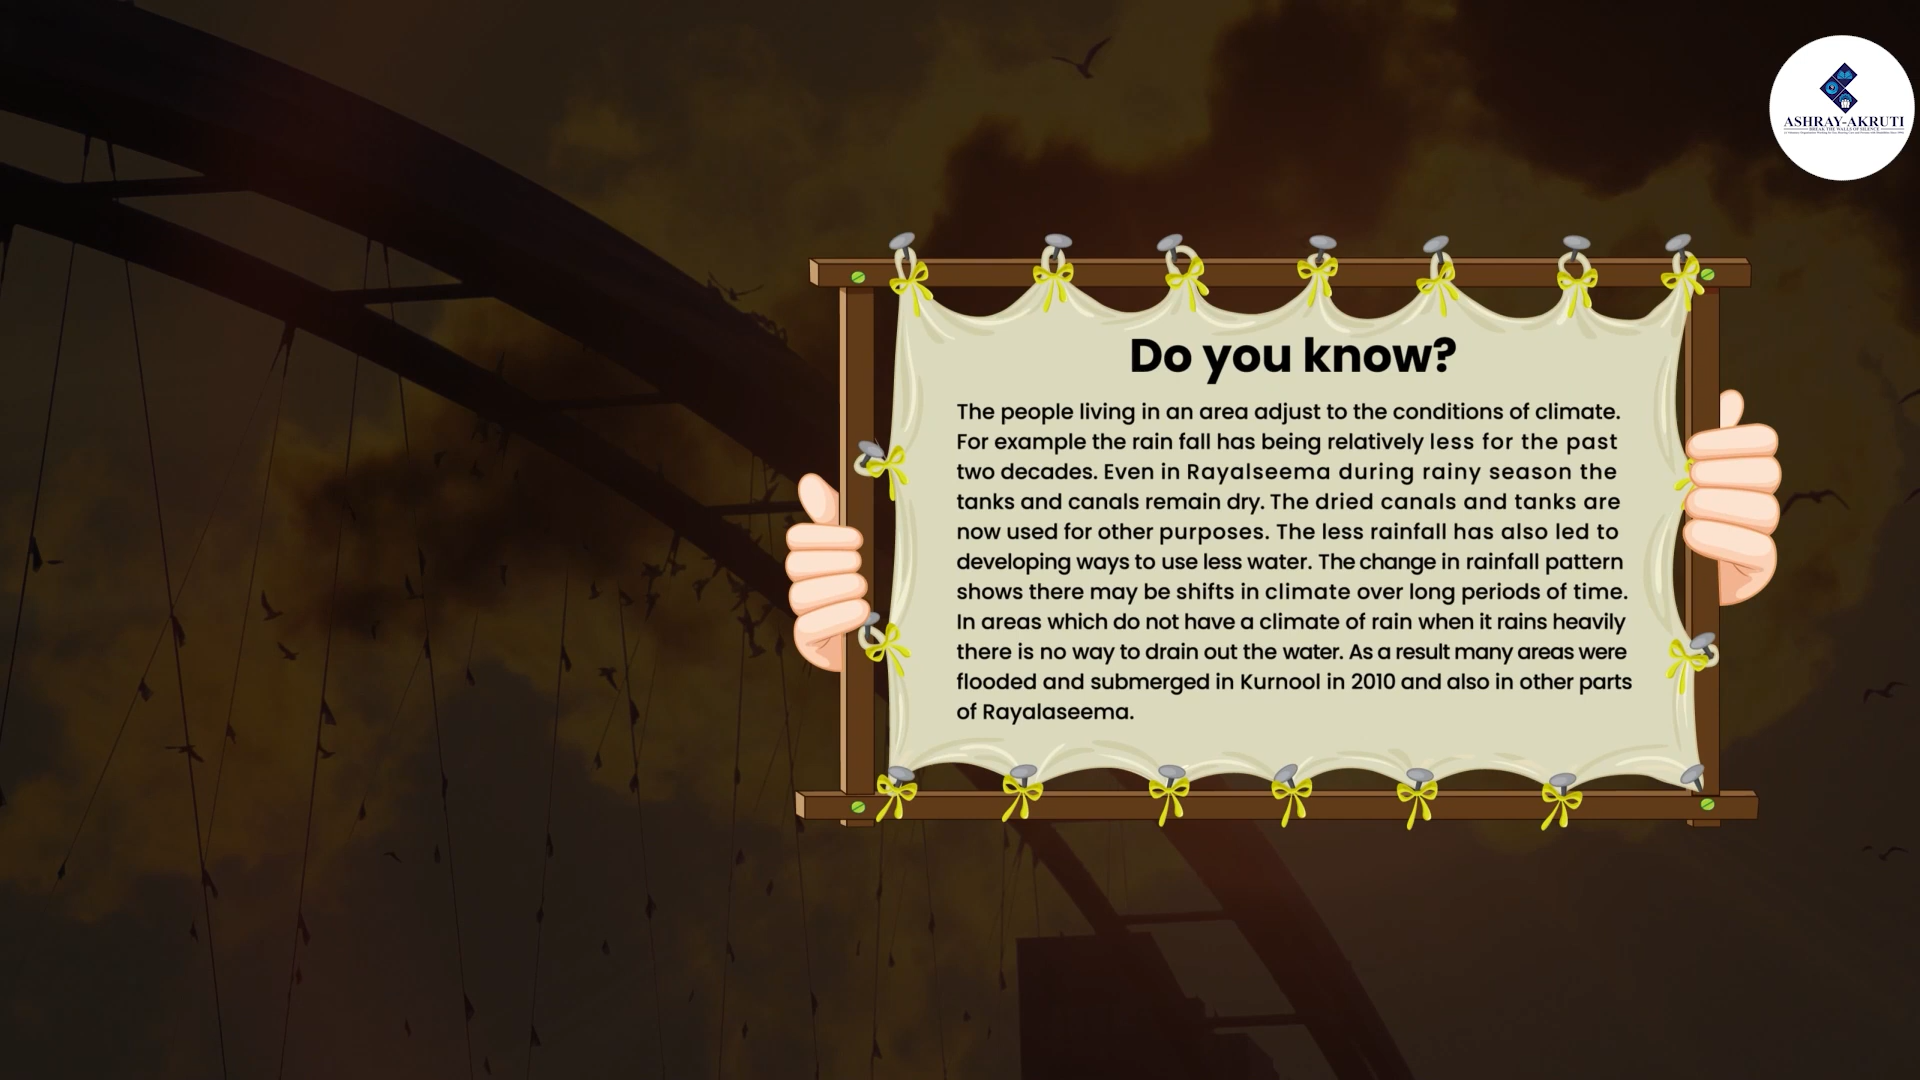 ASHRAY-AKRUTI
BREAK THE WALLS OF SILENCE
Do you know?
The people living in an area adjust to the conditions of climate.
For example the rain fall has being relatively less for the past
two decades. Even in Rayalseema during rainy season the
tanks and canals remain dry. The dried canals and tanks are
now used for other purposes. The less rainfall has also led to
developing ways to use less water. The change in rainfall pattern
shows there may be shifts in climate over long periods of time.
In areas which do not have a climate of rain when it rains heavily
there is no way to drain out the water. As a result many areas were
flooded and submerged in Kurnool in 2010 and also in other parts
of Rayalaseema.